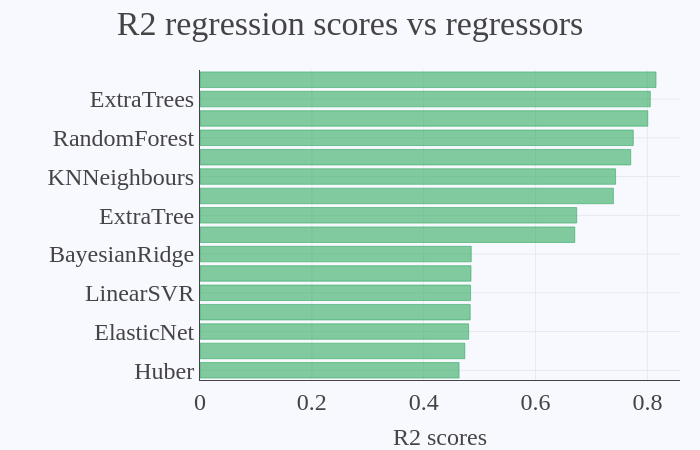 R2 regression scores vs regressors
ExtraTrees
RandomForest
KNNeighbours
ExtraTree
BayesianRidge
LinearSVR
ElasticNet
Huber
0 0.2 0.4 0.6 0.8
R2 scores